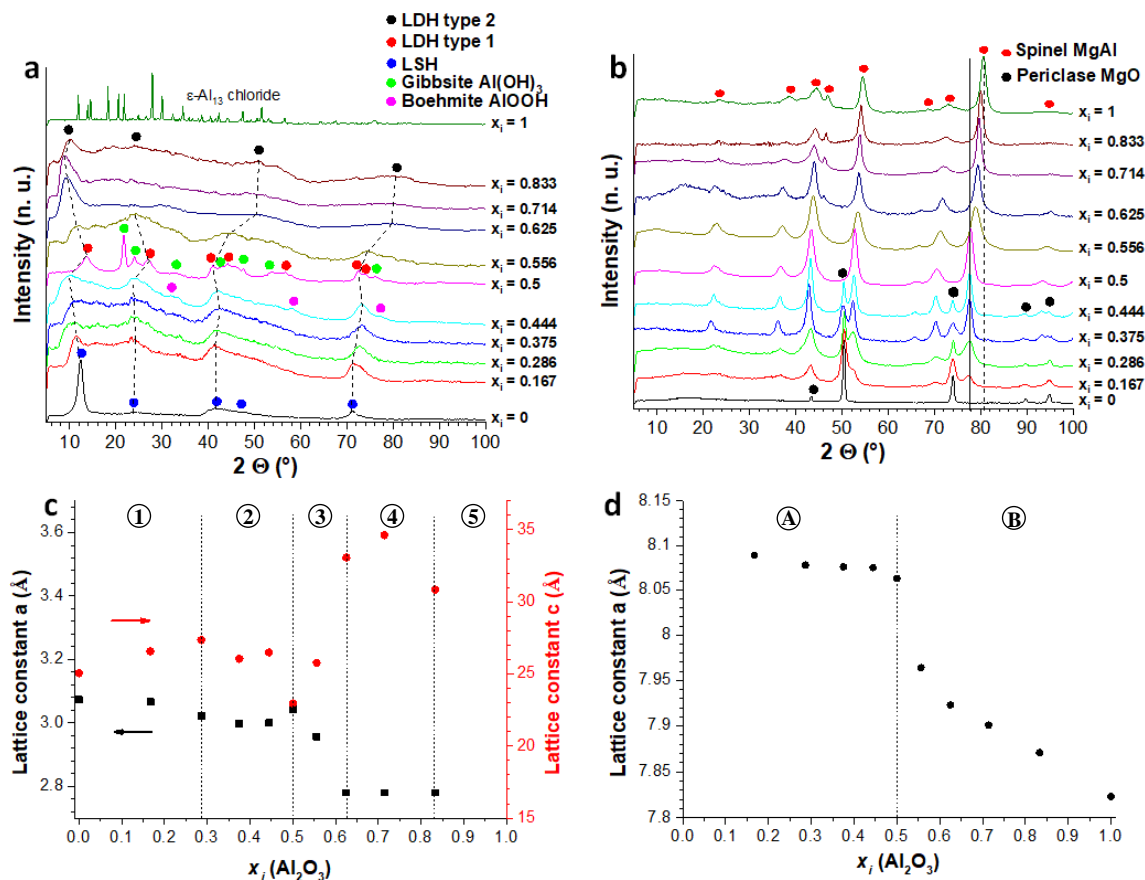 a
LDH type 2
LDH type 1
LSH
Gibbsite Al(OH)3
Boehmite AlOOH
ε-Al13 chloride
xi = 1
xi = 0.833
xi = 0.714
xi = 0.625
xi = 0.556
xi = 0.5
xi = 0.444
xi = 0.375
xi = 0.286
xi = 0.167
xi = 0
Intensity (n. u.)
10 20 30 40 50 60 70 80 90 100
2 Θ (°)
b
Spinel MgAl
Periclase MgO
xi = 1
xi = 0.833
xi = 0.714
xi = 0.625
xi = 0.556
xi = 0.5
xi = 0.444
xi = 0.375
xi = 0.286
xi = 0.167
xi = 0
Intensity (n. u.)
10 20 30 40 50 60 70 80 90 100
2 Θ (°)
c
① ② ③ ④ ⑤
Lattice constant a (Å)
3.6
3.4
3.2
3.0
2.8
Lattice constant c (Å)
35
30
25
20
15
0.0 0.1 0.2 0.3 0.4 0.5 0.6 0.7 0.8 0.9 1.0
xi (Al2O3)
d
Ⓐ Ⓑ
Lattice constant a (Å)
8.15
8.1
8.05
8
7.95
7.9
7.85
7.8
0.0 0.1 0.2 0.3 0.4 0.5 0.6 0.7 0.8 0.9 1.0
xi (Al2O3)